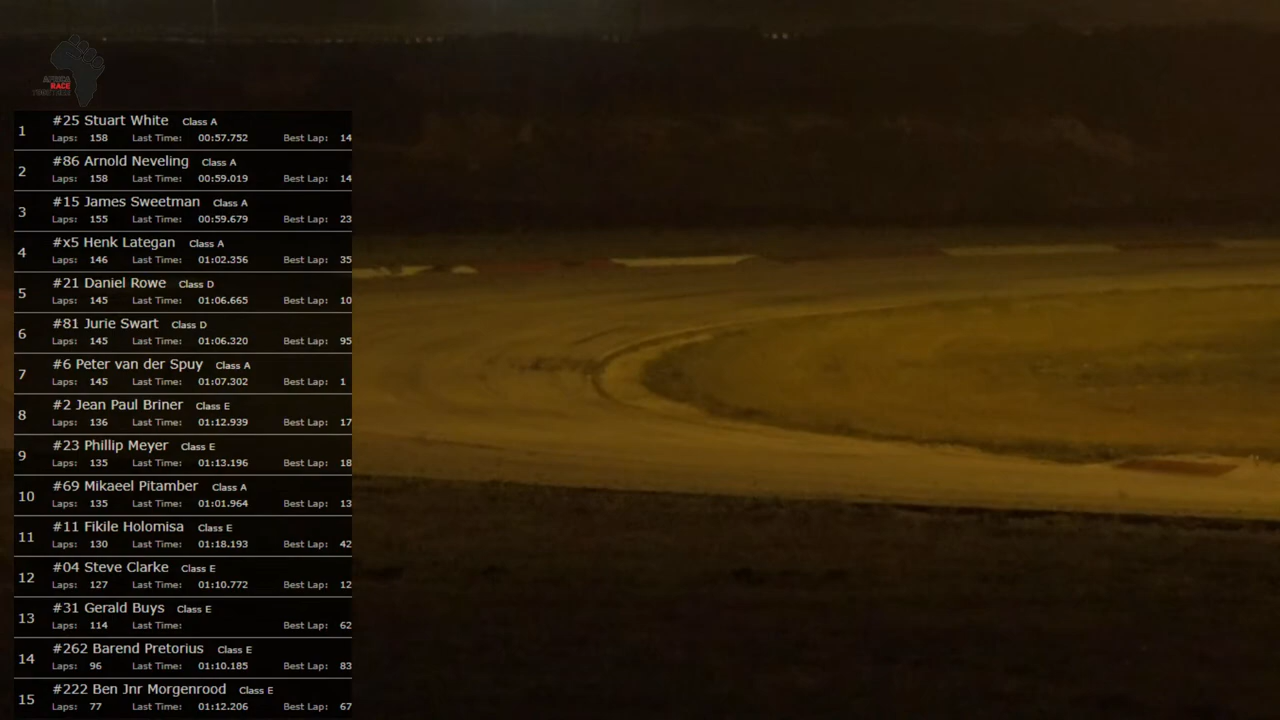 AFRICA
RACE
TOGETHER
1 #25 Stuart White Class A
Laps: 158 Last Time: 00:57.752 Best Lap: 14
2 #86 Arnold Neveling Class A
Laps: 158 Last Time: 00:59.019 Best Lap: 14
3 #15 James Sweetman Class A
Laps: 155 Last Time: 00:59.679 Best Lap: 23
4 #x5 Henk Lategan Class A
Laps: 146 Last Time: 01:02.356 Best Lap: 35
5 #21 Daniel Rowe Class D
Laps: 145 Last Time: 01:06.665 Best Lap: 10
6 #81 Jurie Swart Class D
Laps: 145 Last Time: 01:06.320 Best Lap: 95
7 #6 Peter van der Spuy Class A
Laps: 145 Last Time: 01:07.302 Best Lap: 1
8 #2 Jean Paul Briner Class E
Laps: 136 Last Time: 01:12.939 Best Lap: 17
9 #23 Phillip Meyer Class E
Laps: 135 Last Time: 01:13.196 Best Lap: 18
10 #69 Mikaeel Pitamber Class A
Laps: 135 Last Time: 01:01.964 Best Lap: 13
11 #11 Fikile Holomisa Class E
Laps: 130 Last Time: 01:18.193 Best Lap: 42
12 #04 Steve Clarke Class E
Laps: 127 Last Time: 01:10.772 Best Lap: 12
13 #31 Gerald Buys Class E
Laps: 114 Last Time: Best Lap: 62
14 #262 Barend Pretorius Class E
Laps: 96 Last Time: 01:10.185 Best Lap: 83
15 #222 Ben Jnr Morgenrood Class E
Laps: 77 Last Time: 01:12.206 Best Lap: 67